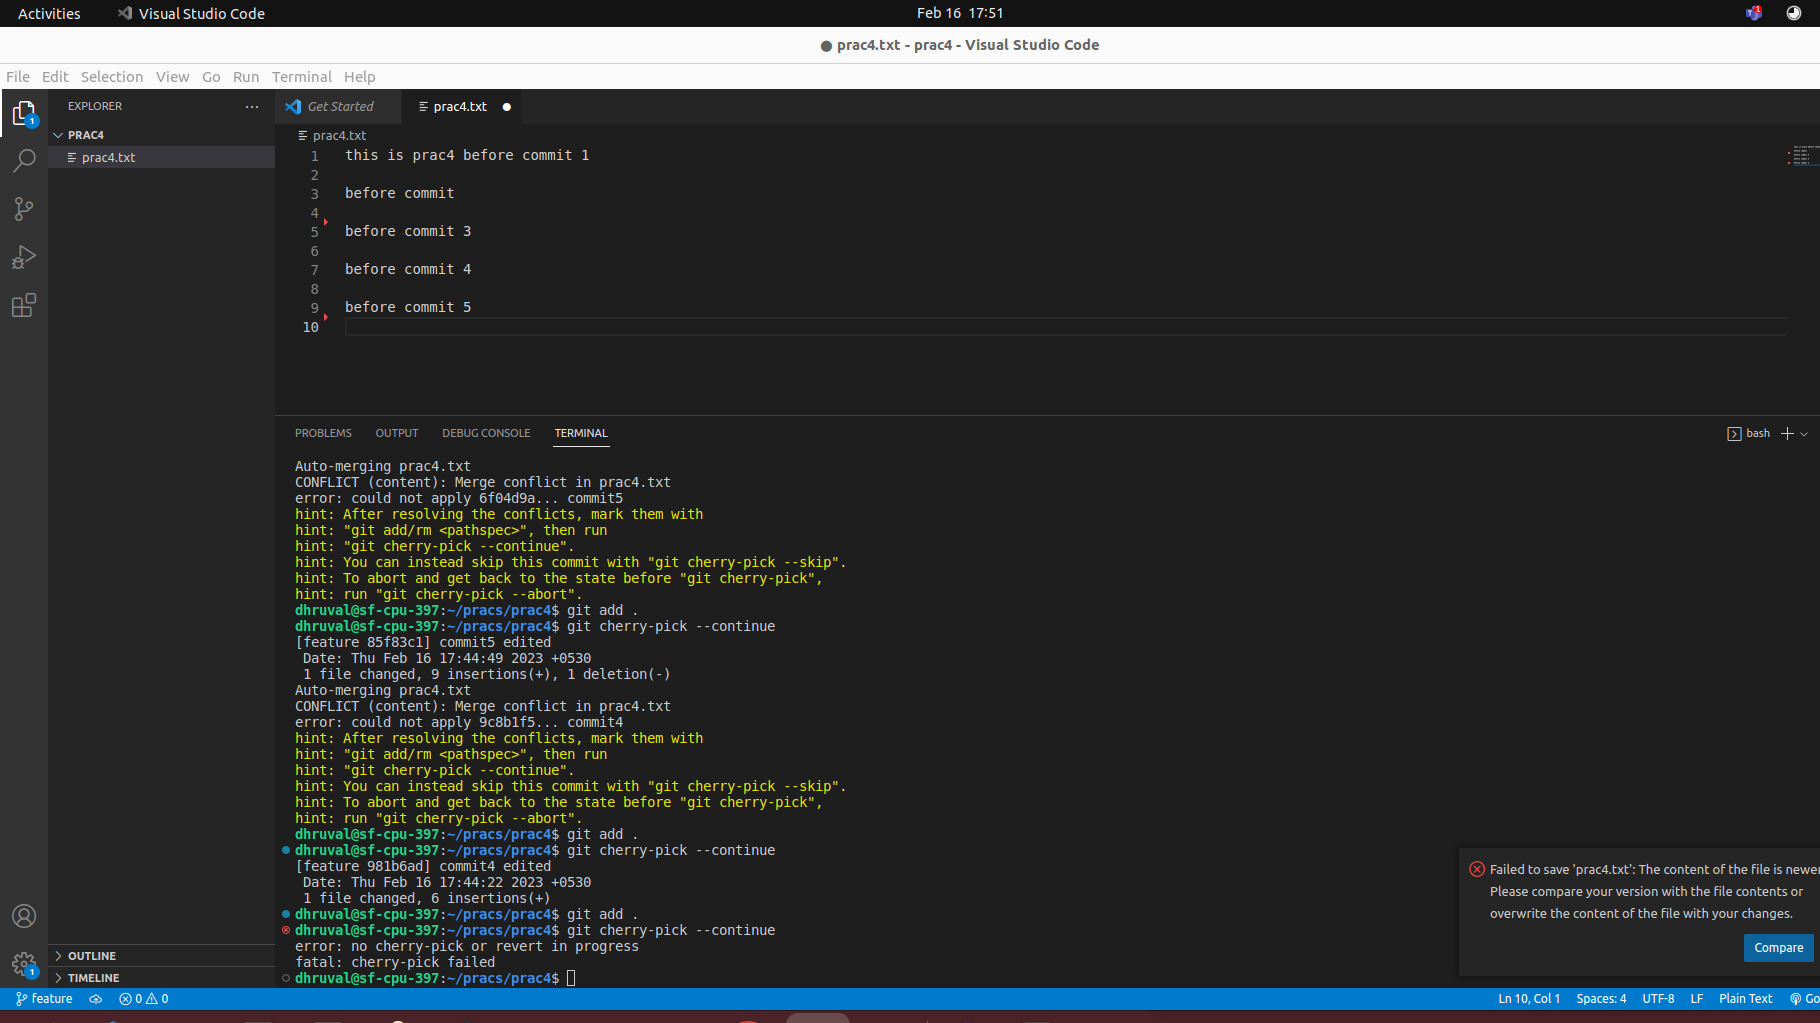 Activities
Visual Studio Code
Feb 16 17:51
1
● prac4.txt - prac4 - Visual Studio Code
File Edit Selection View Go Run Terminal Help
1
EXPLORER
PRAC4
prac4.txt
Get Started
prac4.txt
prac4.txt
1 this is prac4 before commit 1
2
3 before commit
4
5 before commit 3
6
7 before commit 4
8
9 before commit 5
10
PROBLEMS OUTPUT DEBUG CONSOLE TERMINAL
bash
Auto-merging prac4.txt
CONFLICT (content): Merge conflict in prac4.txt
error: could not apply 6f04d9a... commit5
hint: After resolving the conflicts, mark them with
hint: "git add/rm <pathspec>", then run
hint: "git cherry-pick --continue".
hint: You can instead skip this commit with "git cherry-pick --skip".
hint: To abort and get back to the state before "git cherry-pick",
hint: run "git cherry-pick --abort".
dhruval@sf-cpu-397:~/pracs/prac4$ git add .
dhruval@sf-cpu-397:~/pracs/prac4$ git cherry-pick --continue
[feature 85f83c1] commit5 edited
Date: Thu Feb 16 17:44:49 2023 +0530
1 file changed, 9 insertions(+), 1 deletion(-)
Auto-merging prac4.txt
CONFLICT (content): Merge conflict in prac4.txt
error: could not apply 9c8b1f5... commit4
hint: After resolving the conflicts, mark them with
hint: "git add/rm <pathspec>", then run
hint: "git cherry-pick --continue".
hint: You can instead skip this commit with "git cherry-pick --skip".
hint: To abort and get back to the state before "git cherry-pick",
hint: run "git cherry-pick --abort".
dhruval@sf-cpu-397:~/pracs/prac4$ git add .
dhruval@sf-cpu-397:~/pracs/prac4$ git cherry-pick --continue
[feature 981b6ad] commit4 edited
Date: Thu Feb 16 17:44:22 2023 +0530
1 file changed, 6 insertions(+)
dhruval@sf-cpu-397:~/pracs/prac4$ git add .
dhruval@sf-cpu-397:~/pracs/prac4$ git cherry-pick --continue
error: no cherry-pick or revert in progress
fatal: cherry-pick failed
dhruval@sf-cpu-397:~/pracs/prac4$
Failed to save 'prac4.txt': The content of the file is newer
Please compare your version with the file contents or
overwrite the content of the file with your changes.
Compare
OUTLINE
TIMELINE
1
feature
0 0
Ln 10, Col 1 Spaces: 4 UTF-8 LF Plain Text Go